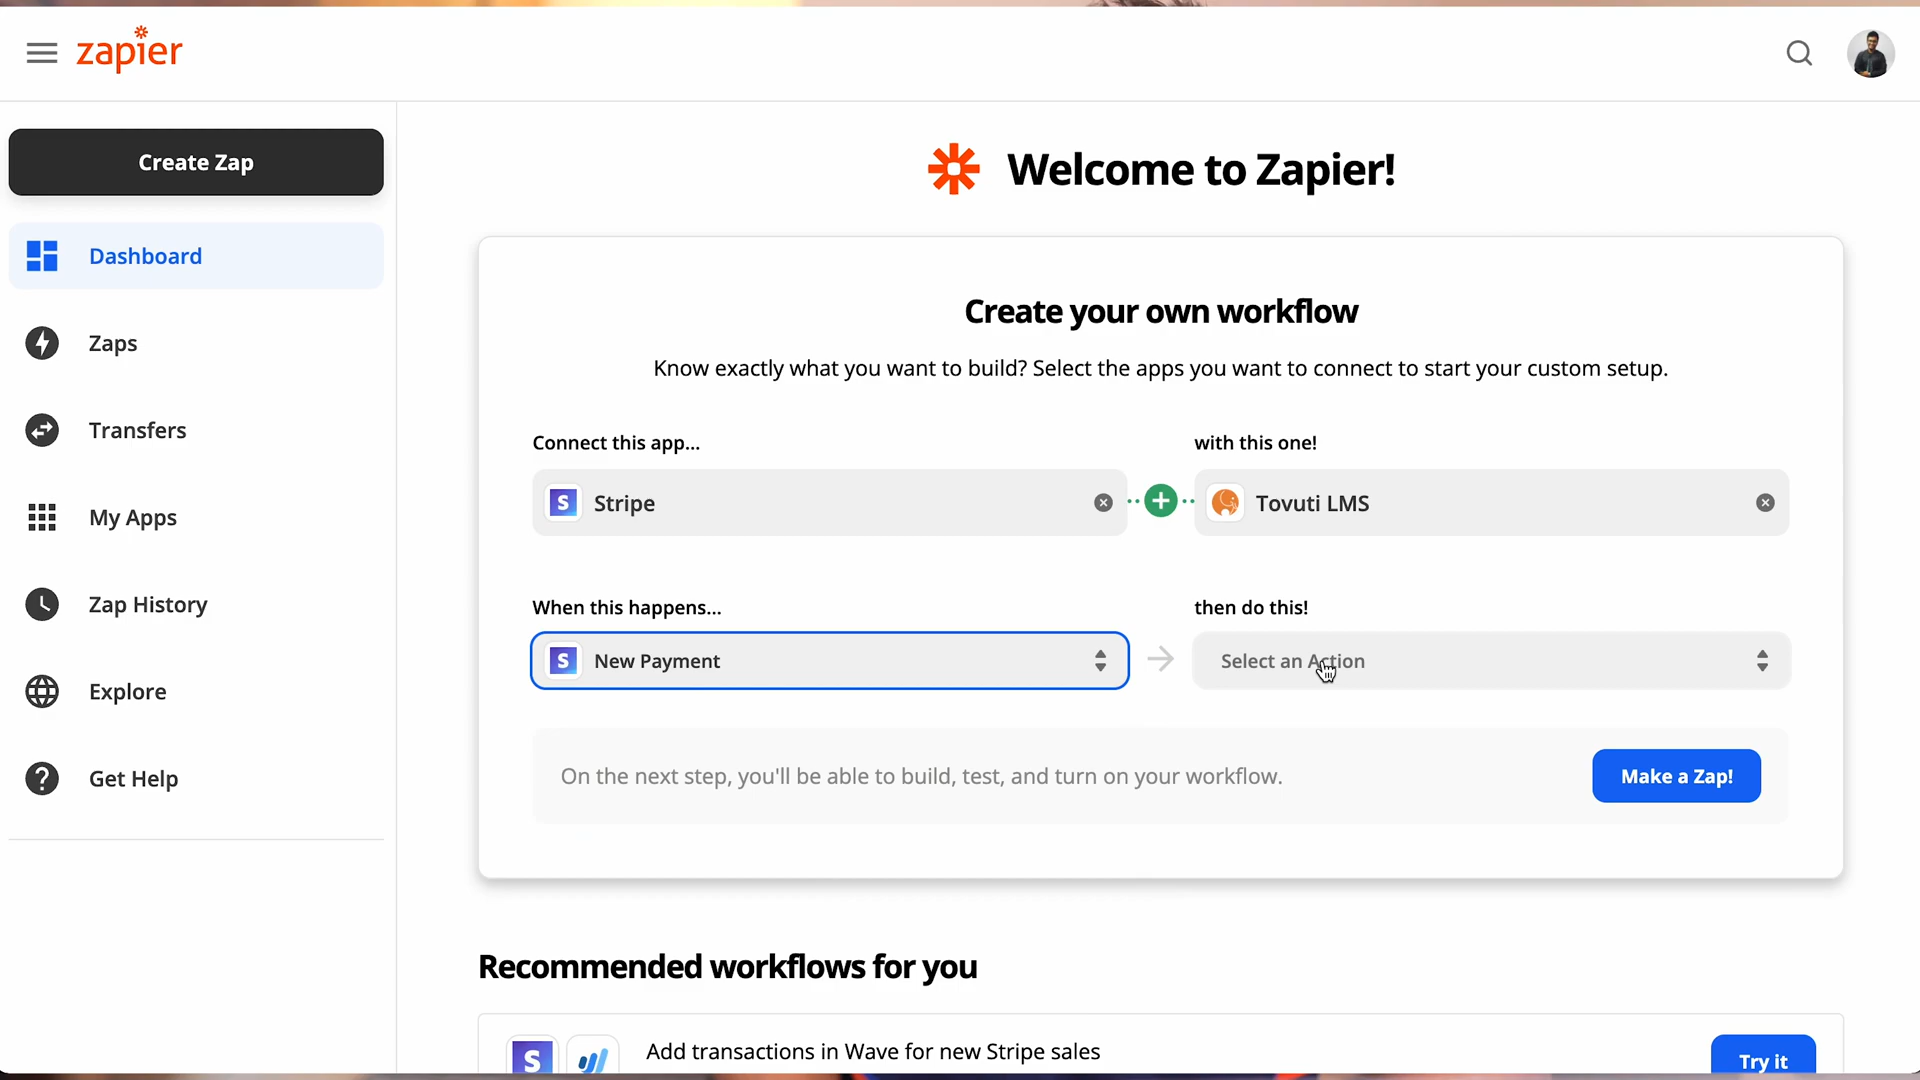 zapier
Create Zap
Dashboard
Zaps
Transfers
My Apps
Zap History
Explore
Get Help
Welcome to Zapier!
Create your own workflow
Know exactly what you want to build? Select the apps you want to connect to start your custom setup.
Connect this app...
with this one!
S Stripe
Tovuti LMS
When this happens...
then do this!
S New Payment
Select an Action
On the next step, you'll be able to build, test, and turn on your workflow.
Make a Zap!
Recommended workflows for you
S
Add transactions in Wave for new Stripe sales
Try it